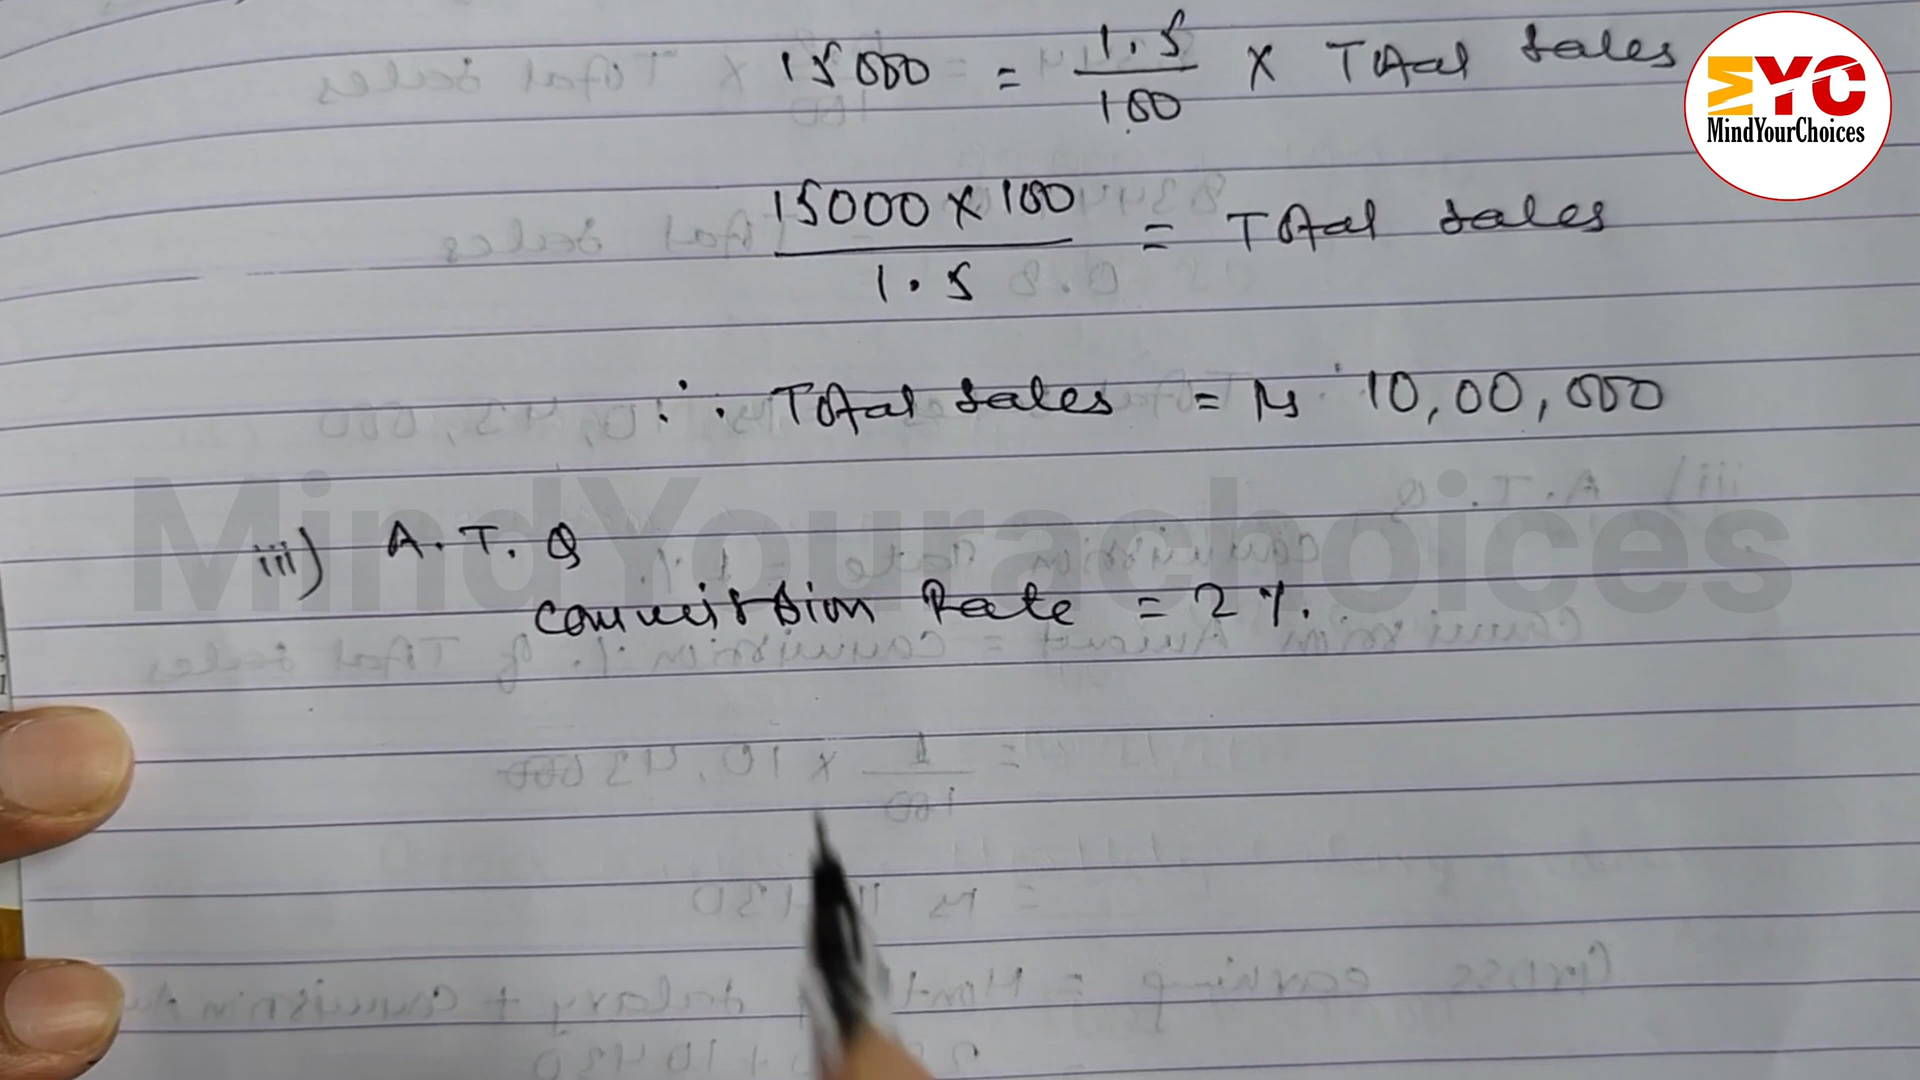 15000 = 1.5/100 × Total Sales
15000 × 100/1.5 = Total Sales
∴ Total Sales = Rs 10,00,000
iii) A.T.Q
Commission Rate = 2%.
MYC
MindYourChoices
MindYourachoices